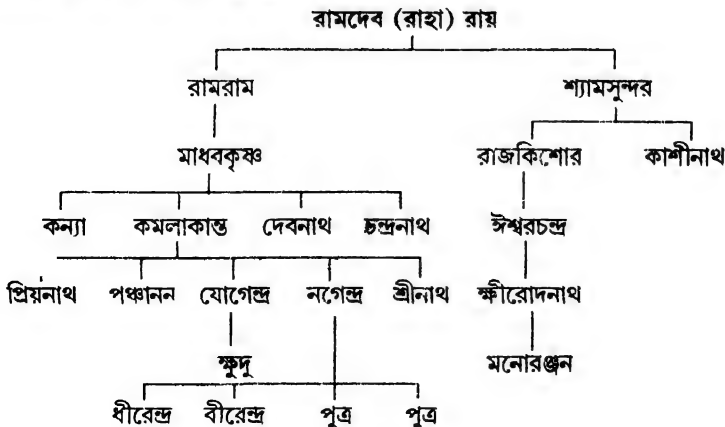 রামদেব (রাহা) রায়
রামরাম শ্যামসুন্দর
মাধবকৃষ্ণ রাজকিশোর কাশীনাথ
কন্যা কমলাকান্ত দেবনাথ চন্দ্রনাথ ঈশ্বরচন্দ্র
প্রিয়নাথ পঞ্চানন যোগেন্দ্র নগেন্দ্র শ্রীনাথ ক্ষীরোদনাথ
ক্ষুদু মনোরঞ্জন
ধীরেন্দ্র বীরেন্দ্র পুত্র পুত্র